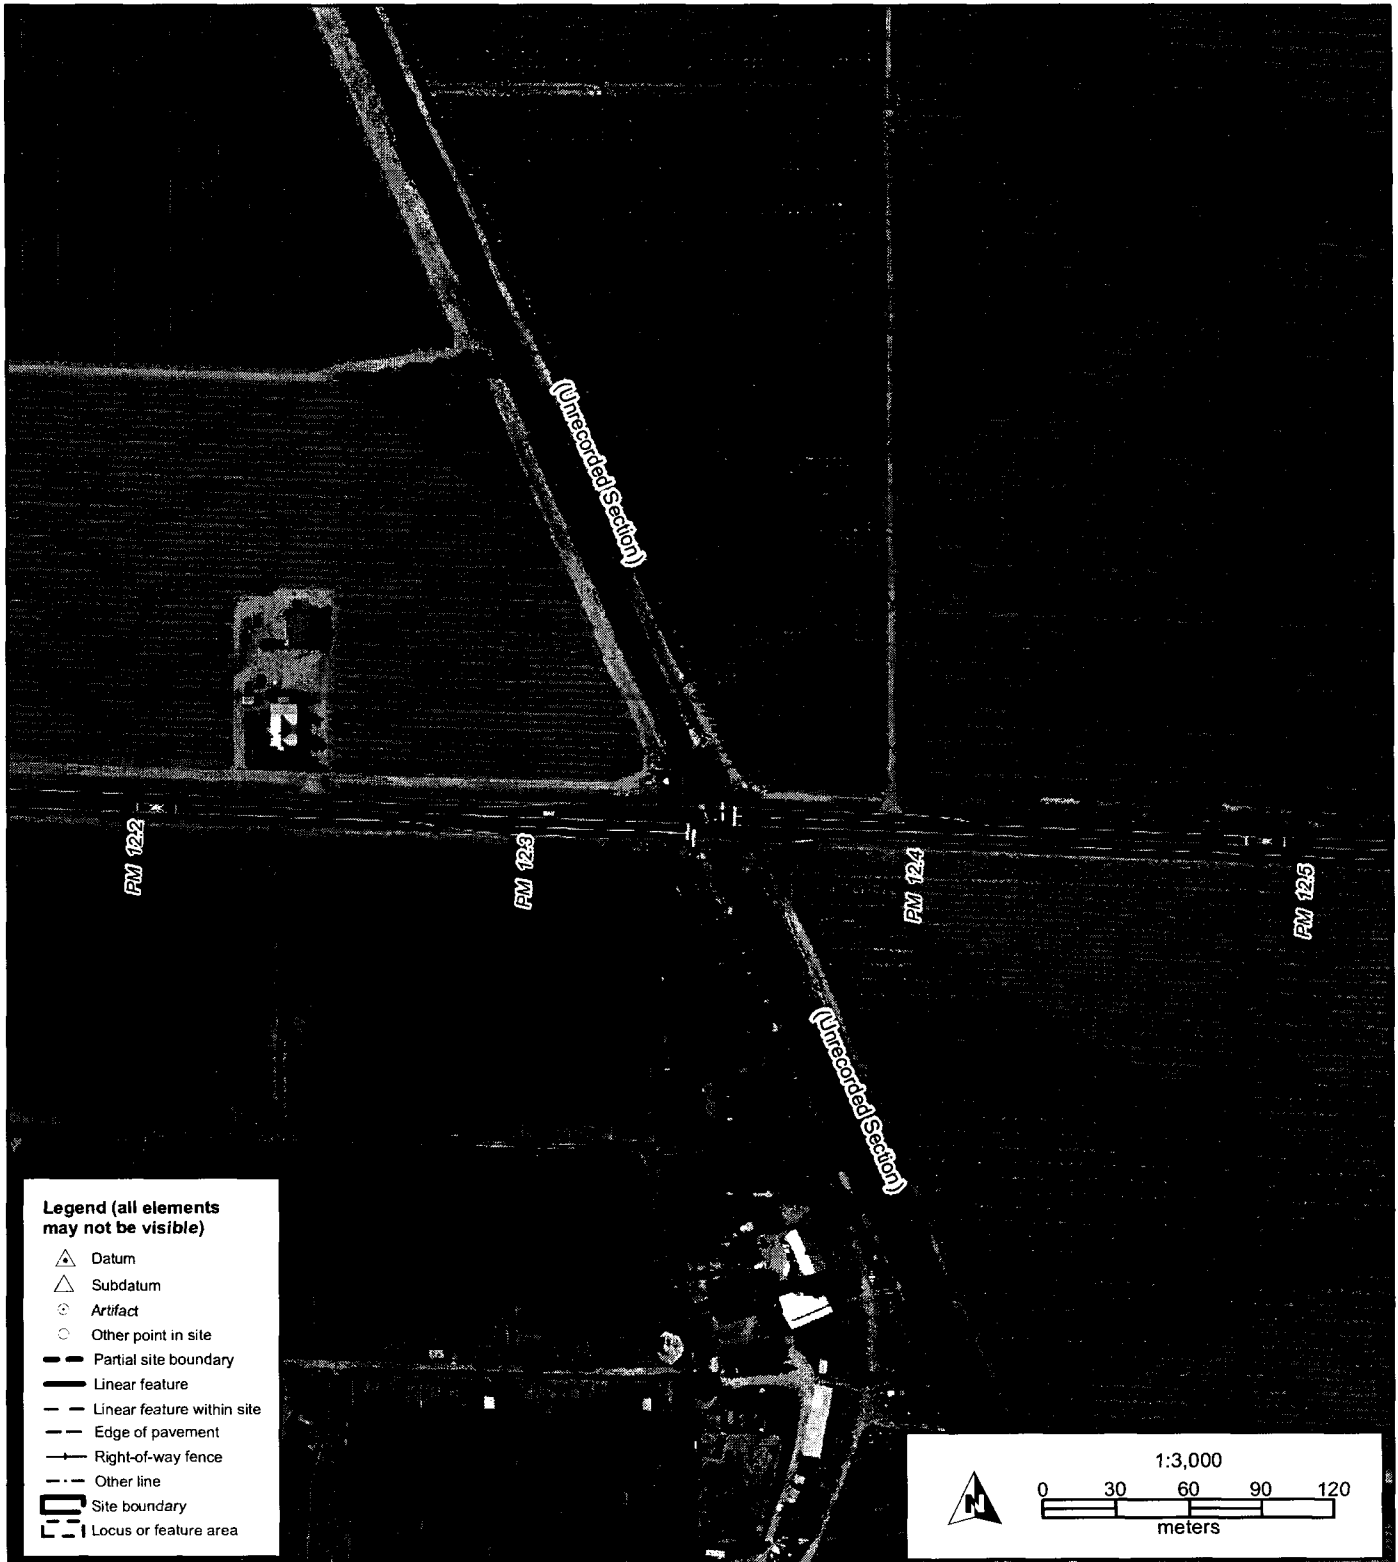 (Unrecorded Section)
PM 12.2
PM 12.3
PM 12.4
PM 12.5
(Unrecorded Section)
Legend (all elements
may not be visible)
Datum
Subdatum
Artifact
Other point in site
Partial site boundary
Linear feature
Linear feature within site
Edge of pavement
Right-of-way fence
Other line
Site boundary
Locus or feature area
N
1:3,000
0 30 60 90 120
meters